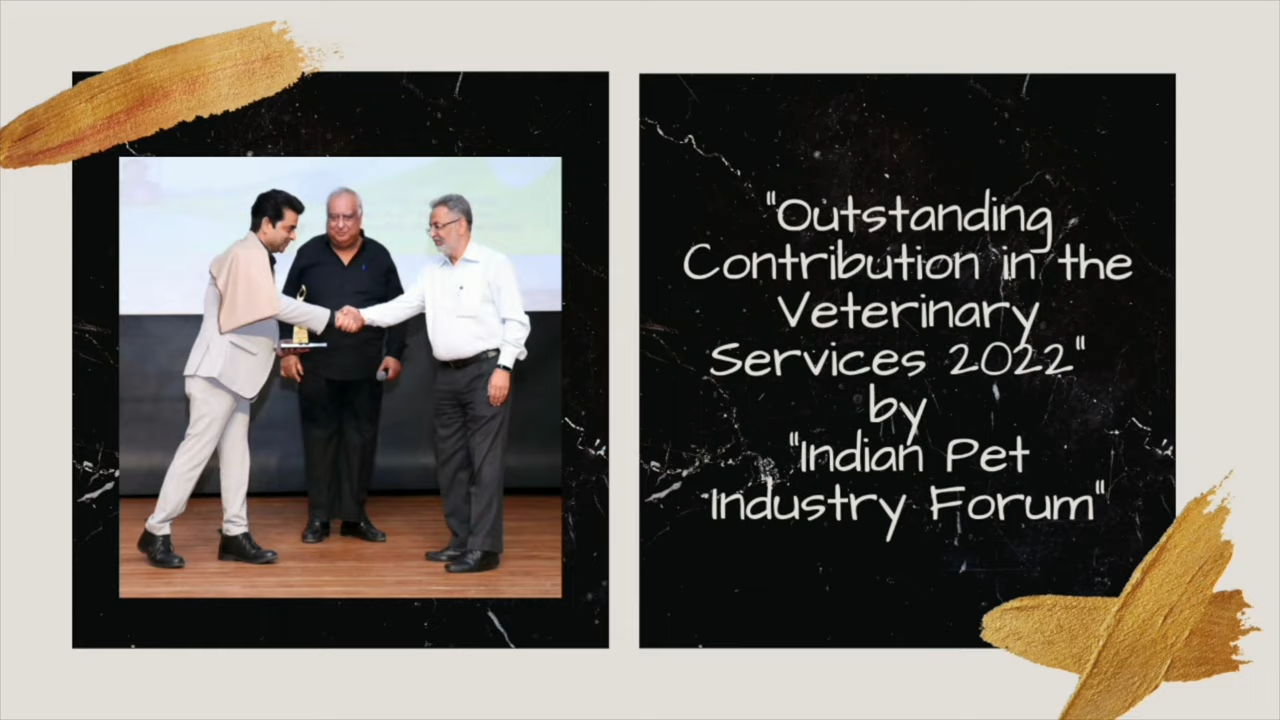 "Outstanding
Contribution in the
Veterinary
Services 2022"
by
"Indian Pet
Industry Forum"